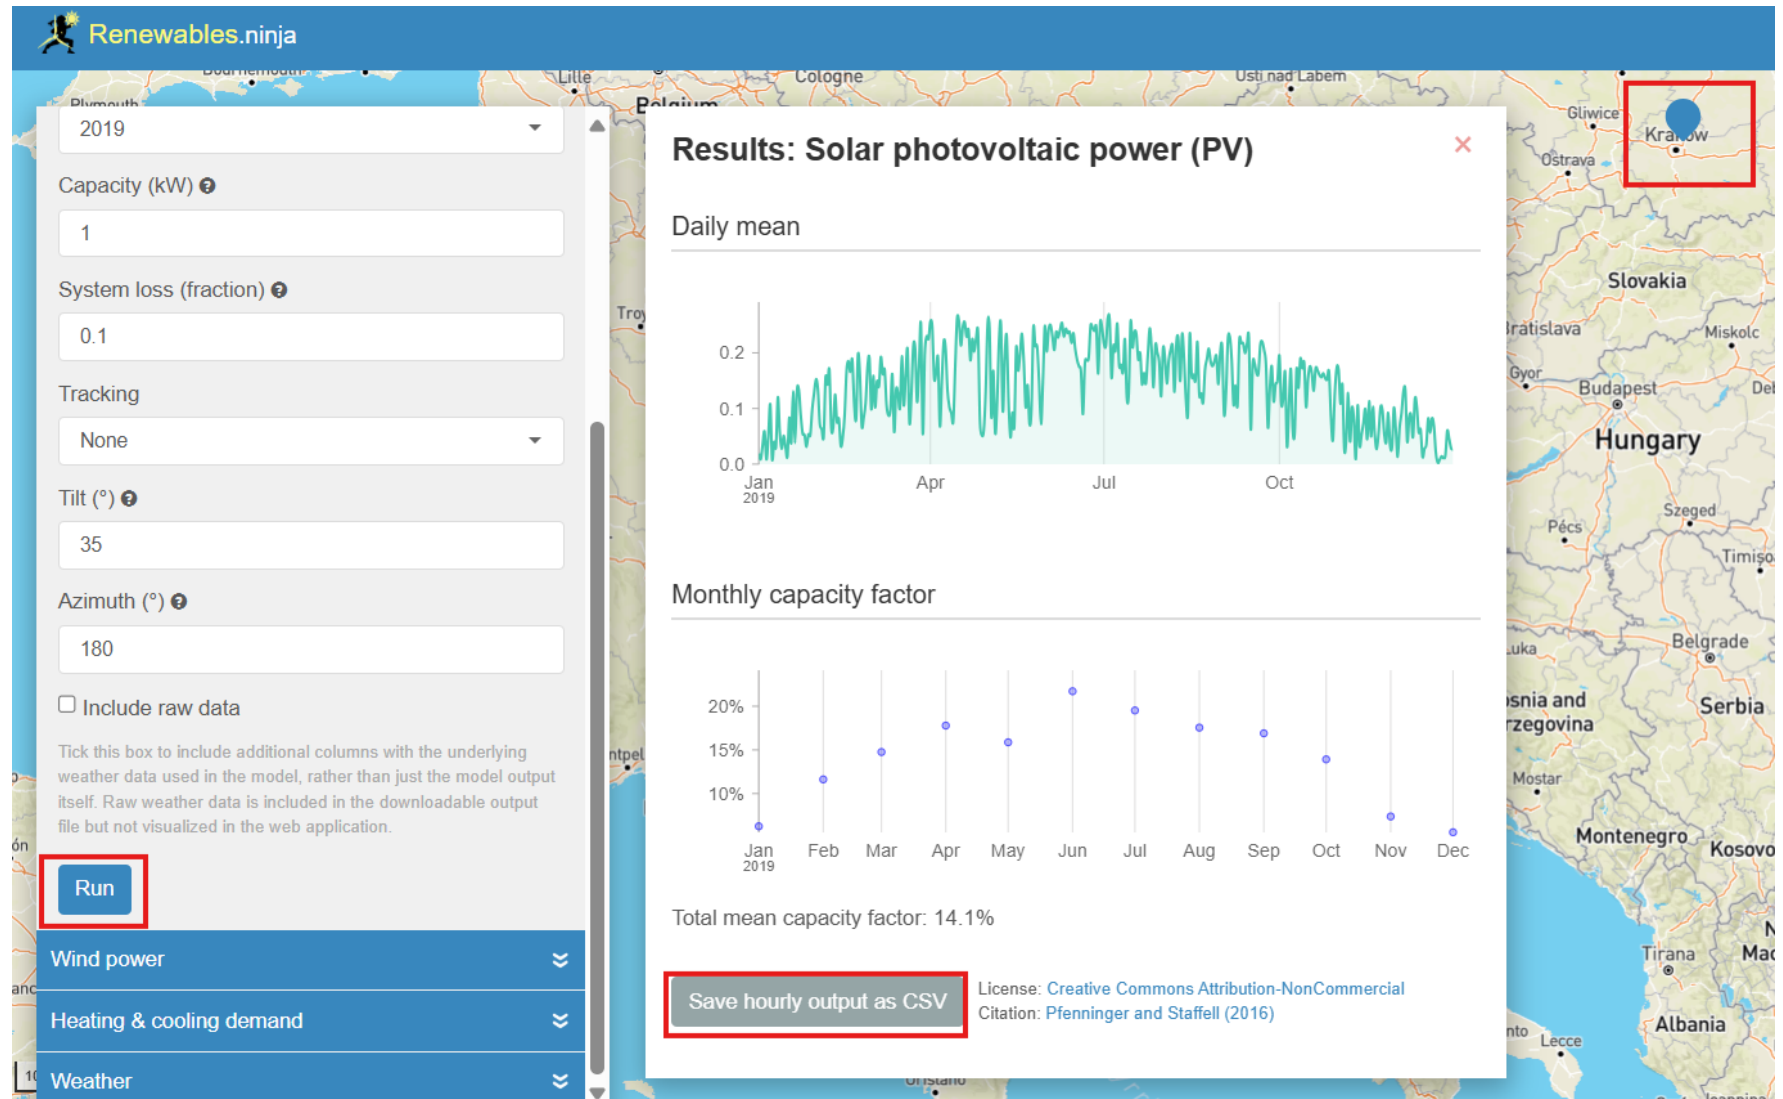 Renewables.ninja
Bournemouth
Plymouth
Lille
Cologne
Belgium
Usti nad Labem
Gliwice
Krakow
Ostrava
Slovakia
Bratislava
Miskolc
Gyor
Budapest
Hungary
Szeged
Pécs
Belgrade
Serbia
Mostar
Montenegro
Kosovo
Tirana
Albania
Lecce
2019
Capacity (kW)
1
System loss (fraction)
0.1
Tracking
None
Tilt (°)
35
Azimuth (°)
180
Include raw data
Tick this box to include additional columns with the underlying
weather data used in the model, rather than just the model output
itself. Raw weather data is included in the downloadable output
file but not visualized in the web application.
Run
Wind power
Heating & cooling demand
Weather
Results: Solar photovoltaic power (PV)
×
Daily mean
0.2
0.1
0.0
Jan Apr Jul Oct
2019
Monthly capacity factor
20%
15%
10%
Jan Feb Mar Apr May Jun Jul Aug Sep Oct Nov Dec
2019
Total mean capacity factor: 14.1%
Save hourly output as CSV
License: Creative Commons Attribution-NonCommercial
Citation: Pfenninger and Staffell (2016)